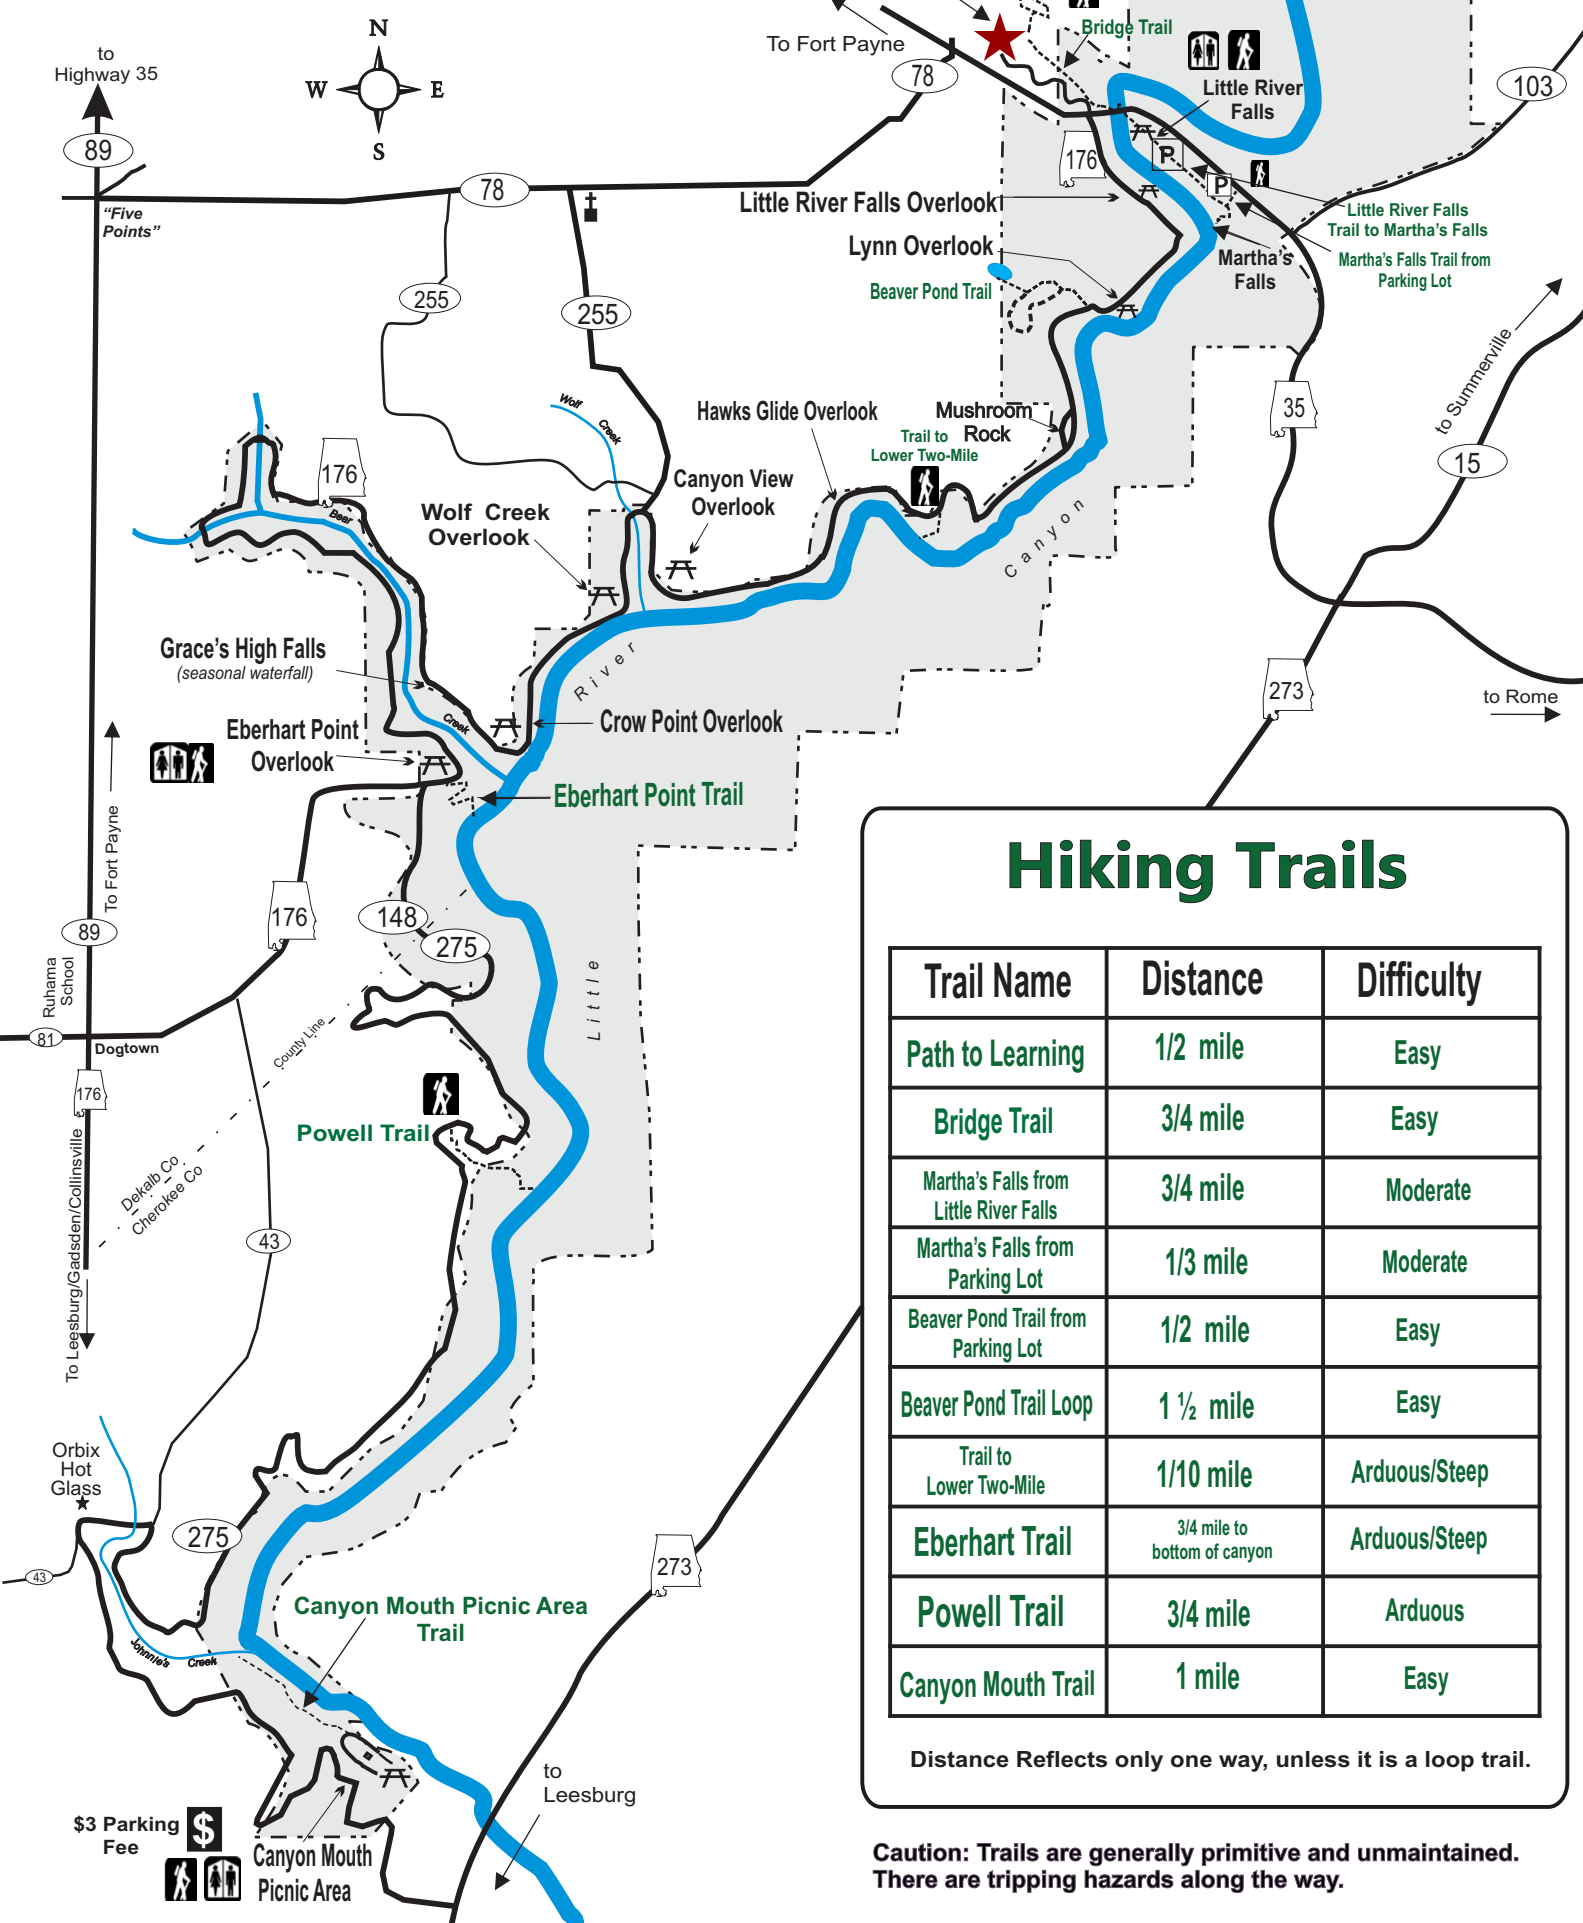 N
W
E
S
to
Highway 35
89
"Five
Points"
78
To Fort Payne
78
Bridge Trail
Little River
Falls
103
176
P
P
Little River Falls Overlook
Lynn Overlook
Beaver Pond Trail
Little River Falls
Trail to Martha's Falls
Martha's
Falls
Martha's Falls Trail from
Parking Lot
255
255
Wolf
Creek
Hawks Glide Overlook
Mushroom
Rock
Trail to
Lower Two-Mile
35
to Summerville
15
176
Bear
Canyon View
Overlook
Wolf Creek
Overlook
Canyon
River
Grace's High Falls
(seasonal waterfall)
Creek
Crow Point Overlook
Eberhart Point
Overlook
Eberhart Point Trail
273
to Rome
To Fort Payne
89
Ruhama
School
81
Dogtown
176
176
148
275
Little
County Line
Powell Trail
Dekalb Co
Cherokee Co
43
To Leesburg/Gadsden/Collinsville
Orbix
Hot
Glass
275
43
Johnnie's
Creek
Canyon Mouth Picnic Area
Trail
273
to
Leesburg
$3 Parking
Fee
$
Canyon Mouth
Picnic Area
Hiking Trails
Trail Name Distance Difficulty
Path to Learning 1/2 mile Easy
Bridge Trail 3/4 mile Easy
Martha's Falls from
Little River Falls 3/4 mile Moderate
Martha's Falls from
Parking Lot 1/3 mile Moderate
Beaver Pond Trail from
Parking Lot 1/2 mile Easy
Beaver Pond Trail Loop 1 ½ mile Easy
Trail to
Lower Two-Mile 1/10 mile Arduous/Steep
Eberhart Trail 3/4 mile to
bottom of canyon Arduous/Steep
Powell Trail 3/4 mile Arduous
Canyon Mouth Trail 1 mile Easy
Distance Reflects only one way, unless it is a loop trail.
Caution: Trails are generally primitive and unmaintained.
There are tripping hazards along the way.